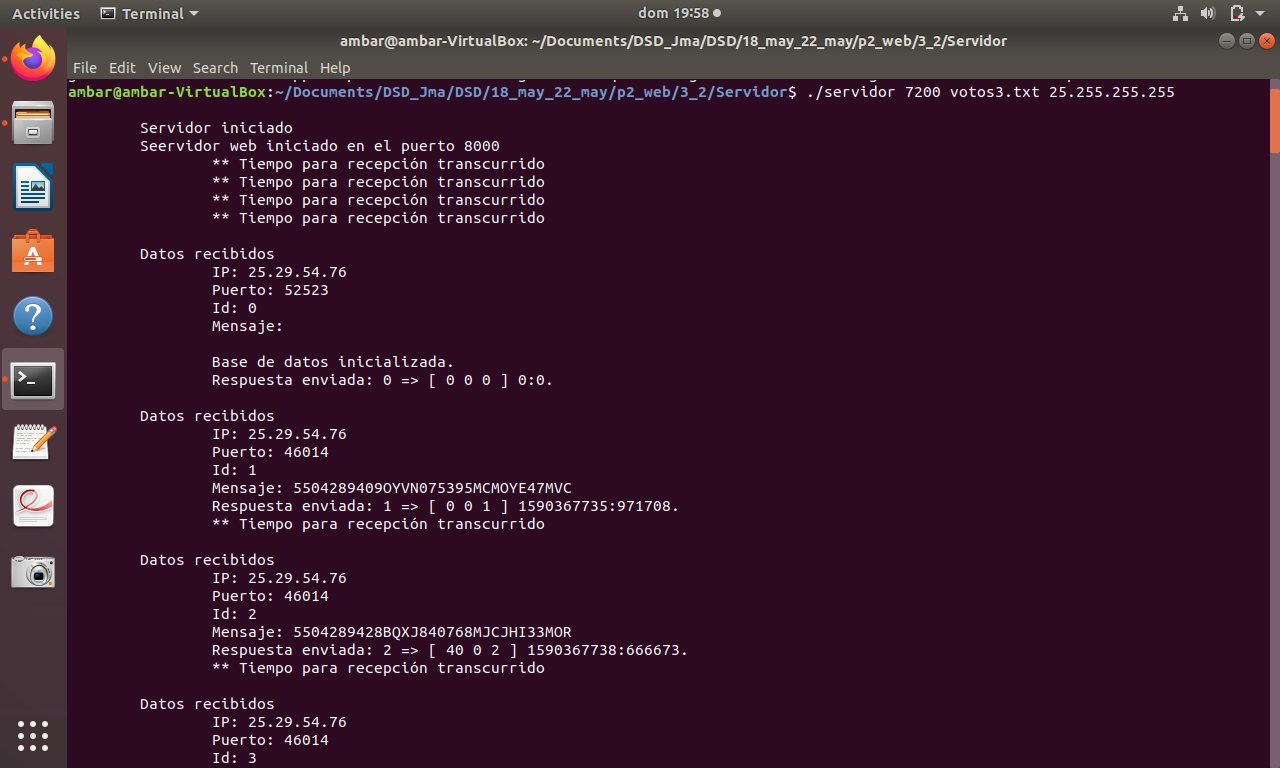 Activities Terminal dom 19:58
ambar@ambar-VirtualBox: ~/Documents/DSD_Jma/DSD/18_may_22_may/p2_web/3_2/Servidor
File Edit View Search Terminal Help
ambar@ambar-VirtualBox:~/Documents/DSD_Jma/DSD/18_may_22_may/p2_web/3_2/Servidor$ ./servidor 7200 votos3.txt 25.255.255.255
Servidor iniciado
Seervidor web iniciado en el puerto 8000
** Tiempo para recepción transcurrido
** Tiempo para recepción transcurrido
** Tiempo para recepción transcurrido
** Tiempo para recepción transcurrido
Datos recibidos
IP: 25.29.54.76
Puerto: 52523
Id: 0
Mensaje:
Base de datos inicializada.
Respuesta enviada: 0 => [ 0 0 0 ] 0:0.
Datos recibidos
IP: 25.29.54.76
Puerto: 46014
Id: 1
Mensaje: 5504289409OYVN075395MCMOYE47MVC
Respuesta enviada: 1 => [ 0 0 1 ] 1590367735:971708.
** Tiempo para recepción transcurrido
Datos recibidos
IP: 25.29.54.76
Puerto: 46014
Id: 2
Mensaje: 5504289428BQXJ840768MJCJHI33MOR
Respuesta enviada: 2 => [ 40 0 2 ] 1590367738:666673.
** Tiempo para recepción transcurrido
Datos recibidos
IP: 25.29.54.76
Puerto: 46014
Id: 3